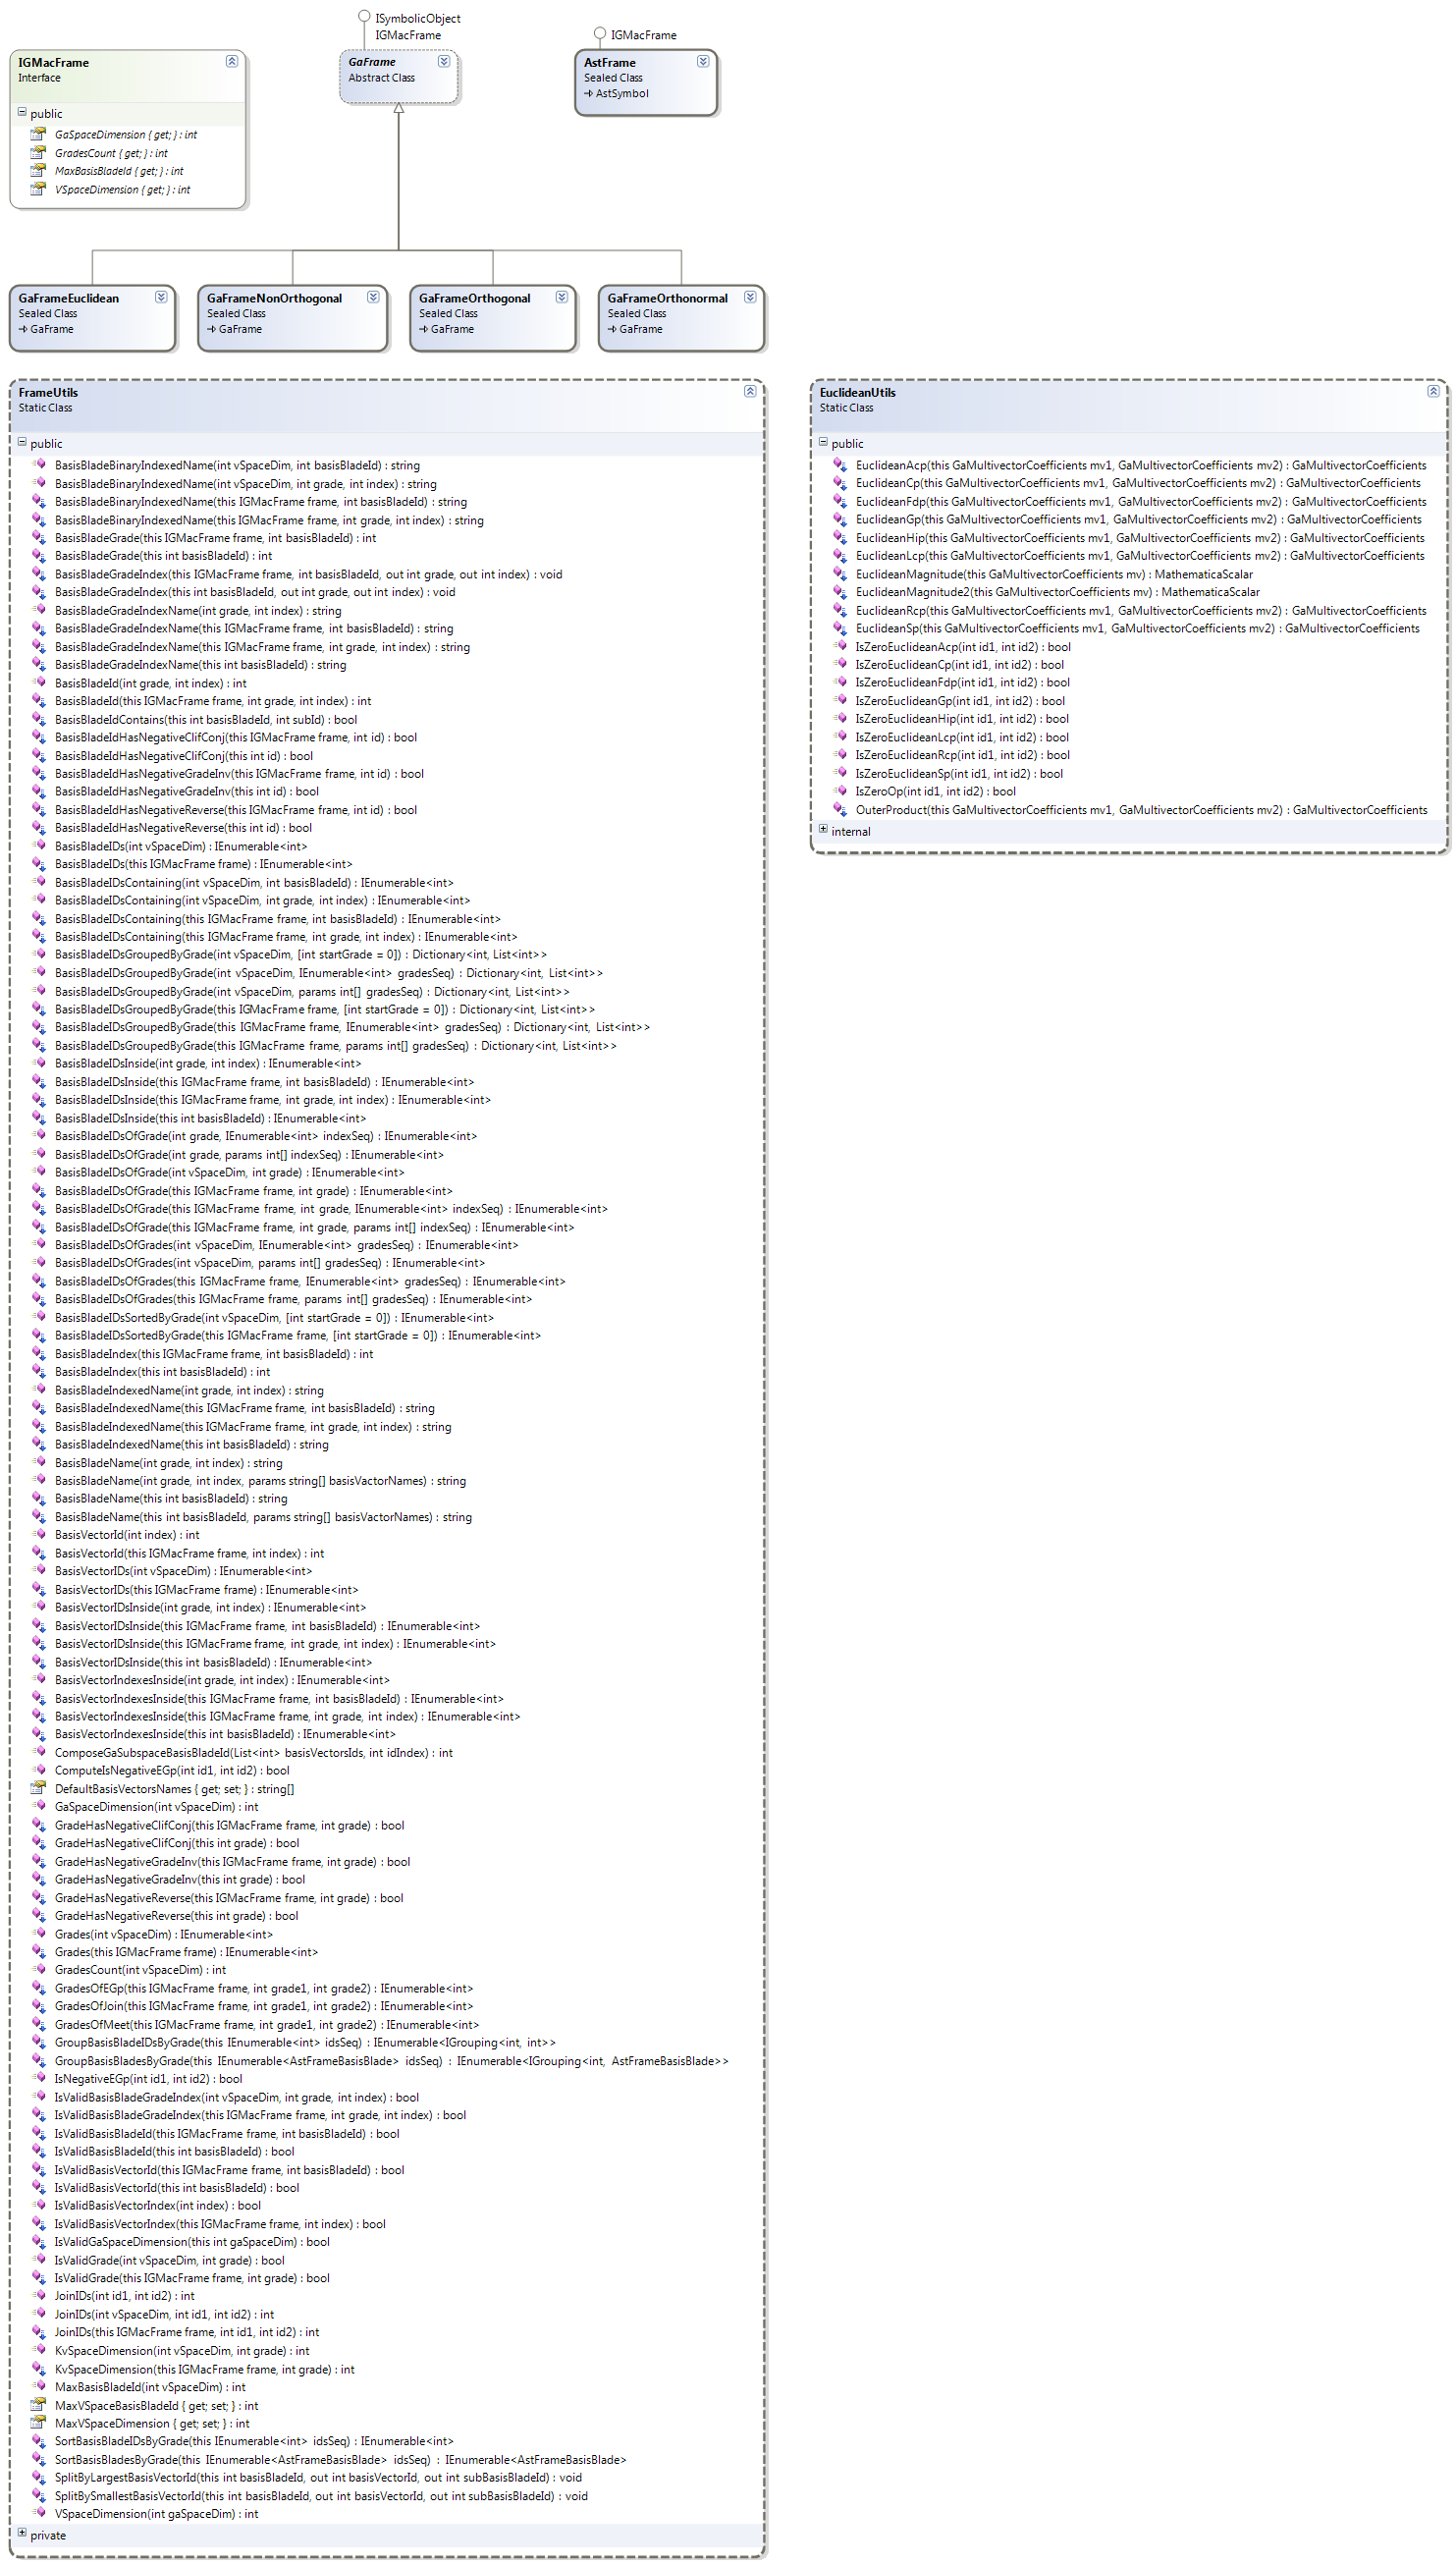 ISymbolicObject
IGMacFrame
IGMacFrame
IGMacFrame
Interface
public
GaSpaceDimension { get; } : int
GradesCount { get; } : int
MaxBasisBladeId { get; } : int
VSpaceDimension { get; } : int
GaFrame
Abstract Class
AstFrame
Sealed Class
AstSymbol
GaFrameEuclidean
Sealed Class
GaFrame
GaFrameNonOrthogonal
Sealed Class
GaFrame
GaFrameOrthogonal
Sealed Class
GaFrame
GaFrameOrthonormal
Sealed Class
GaFrame
FrameUtils
Static Class
public
BasisBladeBinaryIndexedName(int vSpaceDim, int basisBladeId) : string
BasisBladeBinaryIndexedName(int vSpaceDim, int grade, int index) : string
BasisBladeBinaryIndexedName(this IGMacFrame frame, int basisBladeId) : string
BasisBladeBinaryIndexedName(this IGMacFrame frame, int grade, int index) : string
BasisBladeGrade(this IGMacFrame frame, int basisBladeId) : int
BasisBladeGrade(this int basisBladeId) : int
BasisBladeGradeIndex(this IGMacFrame frame, int basisBladeId, out int grade, out int index) : void
BasisBladeGradeIndex(this int basisBladeId, out int grade, out int index) : void
BasisBladeGradeIndexName(int grade, int index) : string
BasisBladeGradeIndexName(this IGMacFrame frame, int basisBladeId) : string
BasisBladeGradeIndexName(this IGMacFrame frame, int grade, int index) : string
BasisBladeGradeIndexName(this int basisBladeId) : string
BasisBladeId(int grade, int index) : int
BasisBladeId(this IGMacFrame frame, int grade, int index) : int
BasisBladeIdContains(this int basisBladeId, int subId) : bool
BasisBladeIdHasNegativeClifConj(this IGMacFrame frame, int id) : bool
BasisBladeIdHasNegativeClifConj(this int id) : bool
BasisBladeIdHasNegativeGradeInv(this IGMacFrame frame, int id) : bool
BasisBladeIdHasNegativeGradeInv(this int id) : bool
BasisBladeIdHasNegativeReverse(this IGMacFrame frame, int id) : bool
BasisBladeIdHasNegativeReverse(this int id) : bool
BasisBladeIDs(int vSpaceDim) : IEnumerable<int>
BasisBladeIDs(this IGMacFrame frame) : IEnumerable<int>
BasisBladeIDsContaining(int vSpaceDim, int basisBladeId) : IEnumerable<int>
BasisBladeIDsContaining(int vSpaceDim, int grade, int index) : IEnumerable<int>
BasisBladeIDsContaining(this IGMacFrame frame, int basisBladeId) : IEnumerable<int>
BasisBladeIDsContaining(this IGMacFrame frame, int grade, int index) : IEnumerable<int>
BasisBladeIDsGroupedByGrade(int vSpaceDim, [int startGrade = 0]) : Dictionary<int, List<int>>
BasisBladeIDsGroupedByGrade(int vSpaceDim, IEnumerable<int> gradesSeq) : Dictionary<int, List<int>>
BasisBladeIDsGroupedByGrade(int vSpaceDim, params int[] gradesSeq) : Dictionary<int, List<int>>
BasisBladeIDsGroupedByGrade(this IGMacFrame frame, [int startGrade = 0]) : Dictionary<int, List<int>>
BasisBladeIDsGroupedByGrade(this IGMacFrame frame, IEnumerable<int> gradesSeq) : Dictionary<int, List<int>>
BasisBladeIDsGroupedByGrade(this IGMacFrame frame, params int[] gradesSeq) : Dictionary<int, List<int>>
BasisBladeIDsInside(int grade, int index) : IEnumerable<int>
BasisBladeIDsInside(this IGMacFrame frame, int basisBladeId) : IEnumerable<int>
BasisBladeIDsInside(this IGMacFrame frame, int grade, int index) : IEnumerable<int>
BasisBladeIDsInside(this int basisBladeId) : IEnumerable<int>
BasisBladeIDsOfGrade(int grade, IEnumerable<int> indexSeq) : IEnumerable<int>
BasisBladeIDsOfGrade(int grade, params int[] indexSeq) : IEnumerable<int>
BasisBladeIDsOfGrade(int vSpaceDim, int grade) : IEnumerable<int>
BasisBladeIDsOfGrade(this IGMacFrame frame, int grade) : IEnumerable<int>
BasisBladeIDsOfGrade(this IGMacFrame frame, int grade, IEnumerable<int> indexSeq) : IEnumerable<int>
BasisBladeIDsOfGrade(this IGMacFrame frame, int grade, params int[] indexSeq) : IEnumerable<int>
BasisBladeIDsOfGrades(int vSpaceDim, IEnumerable<int> gradesSeq) : IEnumerable<int>
BasisBladeIDsOfGrades(int vSpaceDim, params int[] gradesSeq) : IEnumerable<int>
BasisBladeIDsOfGrades(this IGMacFrame frame, IEnumerable<int> gradesSeq) : IEnumerable<int>
BasisBladeIDsOfGrades(this IGMacFrame frame, params int[] gradesSeq) : IEnumerable<int>
BasisBladeIDsSortedByGrade(int vSpaceDim, [int startGrade = 0]) : IEnumerable<int>
BasisBladeIDsSortedByGrade(this IGMacFrame frame, [int startGrade = 0]) : IEnumerable<int>
BasisBladeIndex(this IGMacFrame frame, int basisBladeId) : int
BasisBladeIndex(this int basisBladeId) : int
BasisBladeIndexedName(int grade, int index) : string
BasisBladeIndexedName(this IGMacFrame frame, int basisBladeId) : string
BasisBladeIndexedName(this IGMacFrame frame, int grade, int index) : string
BasisBladeIndexedName(this int basisBladeId) : string
BasisBladeName(int grade, int index) : string
BasisBladeName(int grade, int index, params string[] basisVactorNames) : string
BasisBladeName(this int basisBladeId) : string
BasisBladeName(this int basisBladeId, params string[] basisVactorNames) : string
BasisVectorId(int index) : int
BasisVectorId(this IGMacFrame frame, int index) : int
BasisVectorIDs(int vSpaceDim) : IEnumerable<int>
BasisVectorIDs(this IGMacFrame frame) : IEnumerable<int>
BasisVectorIDsInside(int grade, int index) : IEnumerable<int>
BasisVectorIDsInside(this IGMacFrame frame, int basisBladeId) : IEnumerable<int>
BasisVectorIDsInside(this IGMacFrame frame, int grade, int index) : IEnumerable<int>
BasisVectorIDsInside(this int basisBladeId) : IEnumerable<int>
BasisVectorIndexesInside(int grade, int index) : IEnumerable<int>
BasisVectorIndexesInside(this IGMacFrame frame, int basisBladeId) : IEnumerable<int>
BasisVectorIndexesInside(this IGMacFrame frame, int grade, int index) : IEnumerable<int>
BasisVectorIndexesInside(this int basisBladeId) : IEnumerable<int>
ComposeGaSubspaceBasisBladeId(List<int> basisVectorsIds, int idIndex) : int
ComputeIsNegativeEGp(int id1, int id2) : bool
DefaultBasisVectorsNames { get; set; } : string[]
GaSpaceDimension(int vSpaceDim) : int
GradeHasNegativeClifConj(this IGMacFrame frame, int grade) : bool
GradeHasNegativeClifConj(this int grade) : bool
GradeHasNegativeGradeInv(this IGMacFrame frame, int grade) : bool
GradeHasNegativeGradeInv(this int grade) : bool
GradeHasNegativeReverse(this IGMacFrame frame, int grade) : bool
GradeHasNegativeReverse(this int grade) : bool
Grades(int vSpaceDim) : IEnumerable<int>
Grades(this IGMacFrame frame) : IEnumerable<int>
GradesCount(int vSpaceDim) : int
GradesOfEGp(this IGMacFrame frame, int grade1, int grade2) : IEnumerable<int>
GradesOfJoin(this IGMacFrame frame, int grade1, int grade2) : IEnumerable<int>
GradesOfMeet(this IGMacFrame frame, int grade1, int grade2) : IEnumerable<int>
GroupBasisBladeIDsByGrade(this IEnumerable<int> idsSeq) : IEnumerable<IGrouping<int, int>>
GroupBasisBladesByGrade(this IEnumerable<AstFrameBasisBlade> idsSeq) : IEnumerable<IGrouping<int, AstFrameBasisBlade>>
IsNegativeEGp(int id1, int id2) : bool
IsValidBasisBladeGradeIndex(int vSpaceDim, int grade, int index) : bool
IsValidBasisBladeGradeIndex(this IGMacFrame frame, int grade, int index) : bool
IsValidBasisBladeId(this IGMacFrame frame, int basisBladeId) : bool
IsValidBasisBladeId(this int basisBladeId) : bool
IsValidBasisVectorId(this IGMacFrame frame, int basisBladeId) : bool
IsValidBasisVectorId(this int basisBladeId) : bool
IsValidBasisVectorIndex(int index) : bool
IsValidBasisVectorIndex(this IGMacFrame frame, int index) : bool
IsValidGaSpaceDimension(this int gaSpaceDim) : bool
IsValidGrade(int vSpaceDim, int grade) : bool
IsValidGrade(this IGMacFrame frame, int grade) : bool
JoinIDs(int id1, int id2) : int
JoinIDs(int vSpaceDim, int id1, int id2) : int
JoinIDs(this IGMacFrame frame, int id1, int id2) : int
KvSpaceDimension(int vSpaceDim, int grade) : int
KvSpaceDimension(this IGMacFrame frame, int grade) : int
MaxBasisBladeId(int vSpaceDim) : int
MaxVSpaceBasisBladeId { get; set; } : int
MaxVSpaceDimension { get; set; } : int
SortBasisBladeIDsByGrade(this IEnumerable<int> idsSeq) : IEnumerable<int>
SortBasisBladesByGrade(this IEnumerable<AstFrameBasisBlade> idsSeq) : IEnumerable<AstFrameBasisBlade>
SplitByLargestBasisVectorId(this int basisBladeId, out int basisVectorId, out int subBasisBladeId) : void
SplitBySmallestBasisVectorId(this int basisBladeId, out int basisVectorId, out int subBasisBladeId) : void
VSpaceDimension(int gaSpaceDim) : int
private
EuclideanUtils
Static Class
public
EuclideanAcp(this GaMultivectorCoefficients mv1, GaMultivectorCoefficients mv2) : GaMultivectorCoefficients
EuclideanCp(this GaMultivectorCoefficients mv1, GaMultivectorCoefficients mv2) : GaMultivectorCoefficients
EuclideanFdp(this GaMultivectorCoefficients mv1, GaMultivectorCoefficients mv2) : GaMultivectorCoefficients
EuclideanGp(this GaMultivectorCoefficients mv1, GaMultivectorCoefficients mv2) : GaMultivectorCoefficients
EuclideanHip(this GaMultivectorCoefficients mv1, GaMultivectorCoefficients mv2) : GaMultivectorCoefficients
EuclideanLcp(this GaMultivectorCoefficients mv1, GaMultivectorCoefficients mv2) : GaMultivectorCoefficients
EuclideanMagnitude(this GaMultivectorCoefficients mv) : MathematicaScalar
EuclideanMagnitude2(this GaMultivectorCoefficients mv) : MathematicaScalar
EuclideanRcp(this GaMultivectorCoefficients mv1, GaMultivectorCoefficients mv2) : GaMultivectorCoefficients
EuclideanSp(this GaMultivectorCoefficients mv1, GaMultivectorCoefficients mv2) : GaMultivectorCoefficients
IsZeroEuclideanAcp(int id1, int id2) : bool
IsZeroEuclideanCp(int id1, int id2) : bool
IsZeroEuclideanFdp(int id1, int id2) : bool
IsZeroEuclideanGp(int id1, int id2) : bool
IsZeroEuclideanHip(int id1, int id2) : bool
IsZeroEuclideanLcp(int id1, int id2) : bool
IsZeroEuclideanRcp(int id1, int id2) : bool
IsZeroEuclideanSp(int id1, int id2) : bool
IsZeroOp(int id1, int id2) : bool
OuterProduct(this GaMultivectorCoefficients mv1, GaMultivectorCoefficients mv2) : GaMultivectorCoefficients
internal